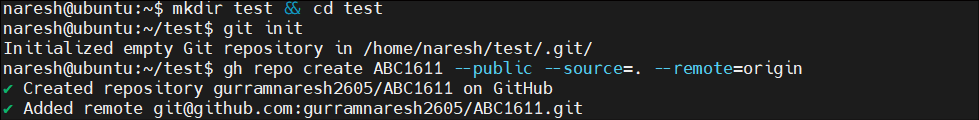 naresh@ubuntu:~$ mkdir test && cd test
naresh@ubuntu:~/test$ git init
Initialized empty Git repository in /home/naresh/test/.git/
naresh@ubuntu:~/test$ gh repo create ABC1611 --public --source=. --remote=origin
✓ Created repository gurramnaresh2605/ABC1611 on GitHub
✓ Added remote git@github.com:gurramnaresh2605/ABC1611.git